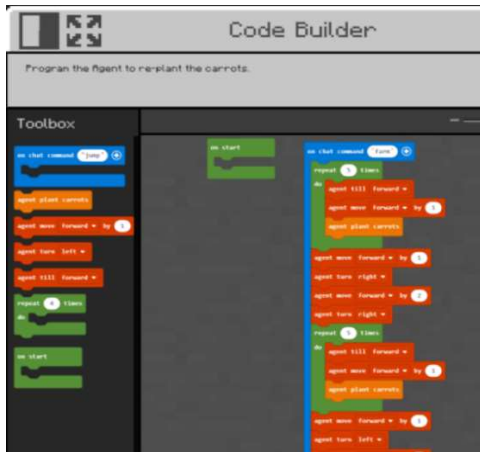 Code Builder
Program the Agent to re-plant the carrots.
Toolbox
on chat command "jump"
agent plant carrots
agent move forward by 1
agent turn left
agent till forward
repeat 4 times
do
on start
on start
on chat command "farm"
repeat 5 times
do
agent till forward
agent move forward by 1
agent plant carrots
agent move forward by 1
agent turn right
agent move forward by 2
agent turn right
repeat 5 times
do
agent till forward
agent move forward by 1
agent plant carrots
agent move forward by 1
agent turn left